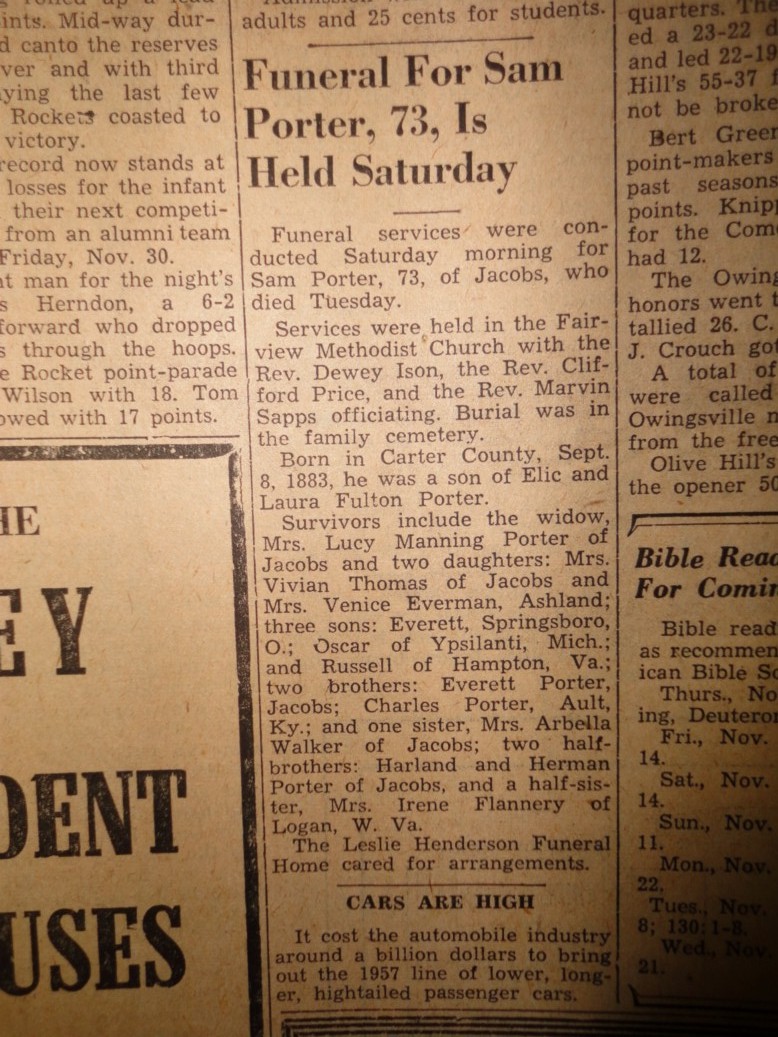 ints. Mid-way dur-
d canto the reserves
ver and with third
ying the last few
Rockets coasted to
victory.
record now stands at
losses for the infant
their next competi-
from an alumni team
Friday, Nov. 30.
nt man for the night's
s Herndon, a 6-2
forward who dropped
s through the hoops.
e Rocket point-parade
Wilson with 18. Tom
owed with 17 points.
HE
EY
DENT
USES
adults and 25 cents for students.
Funeral For Sam
Porter, 73, Is
Held Saturday
Funeral services were con-
ducted Saturday morning for
Sam Porter, 73, of Jacobs, who
died Tuesday.
Services were held in the Fair-
view Methodist Church with the
Rev. Dewey Ison, the Rev. Clif-
ford Price, and the Rev. Marvin
Sapps officiating. Burial was in
the family cemetery.
Born in Carter County, Sept.
8, 1883, he was a son of Elic and
Laura Fulton Porter.
Survivors include the widow,
Mrs. Lucy Manning Porter of
Jacobs and two daughters: Mrs.
Vivian Thomas of Jacobs and
Mrs. Venice Everman, Ashland;
three sons: Everett, Springsboro,
O.; Oscar of Ypsilanti, Mich.;
and Russell of Hampton, Va.;
two brothers: Everett Porter,
Jacobs; Charles Porter, Ault,
Ky.; and one sister, Mrs. Arbella
Walker of Jacobs; two half-
brothers: Harland and Herman
Porter of Jacobs, and a half-sis-
ter, Mrs. Irene Flannery of
Logan, W. Va.
The Leslie Henderson Funeral
Home cared for arrangements.
CARS ARE HIGH
It cost the automobile industry
around a billion dollars to bring
out the 1957 line of lower, long-
er, hightailed passenger cars.
quarters. The
ed a 23-22
and led 22-19
Hill's 55-37
not be broke
Bert Green
point-makers
past seasons
points. Knipp
for the Com
had 12.
The Owing
honors went t
tallied 26. C.
J. Crouch got
A total of
were called
Owingsville
from the free
Olive Hill's
the opener 50
Bible Read
For Comin
Bible read
as recommen
ican Bible So
Thurs., No
ing, Deutero
Fri., Nov.
14.
Sat., Nov.
14.
Sun., Nov.
11.
Mon., Nov.
22.
Tues., Nov.
8; 130:1-8.
Wed., Nov.
21.